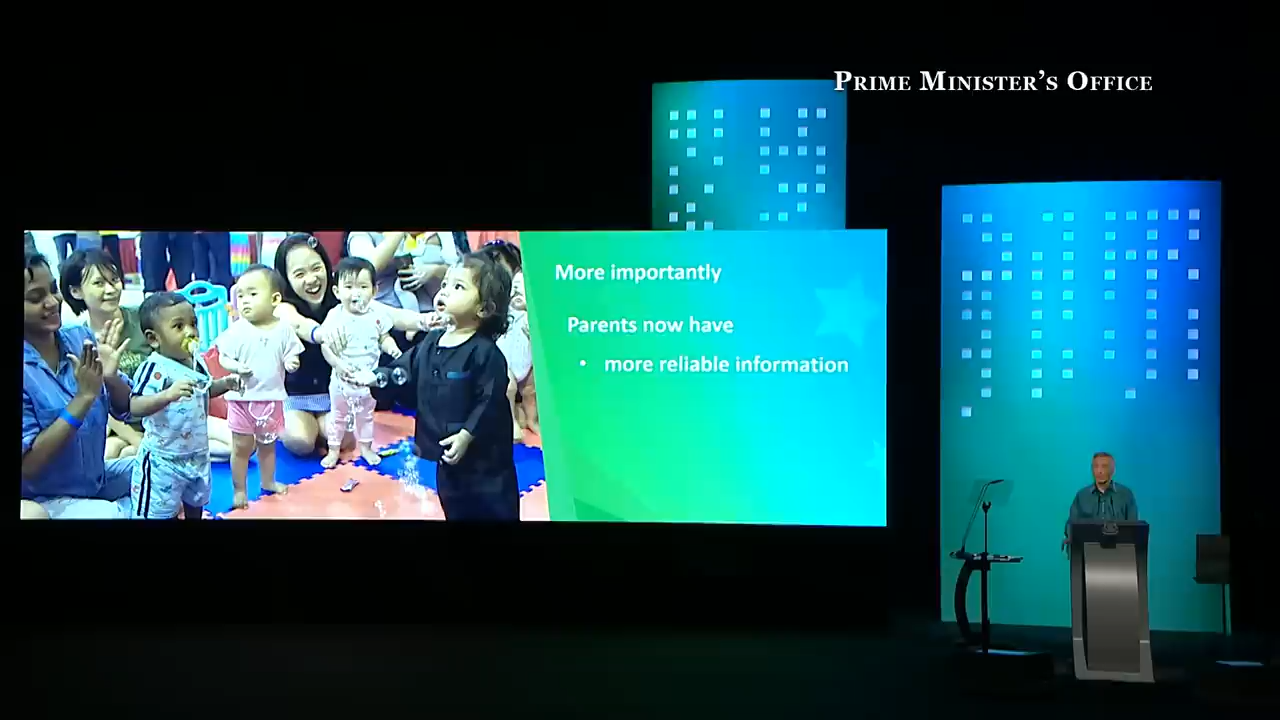 PRIME MINISTER'S OFFICE
More importantly
Parents now have
• more reliable information